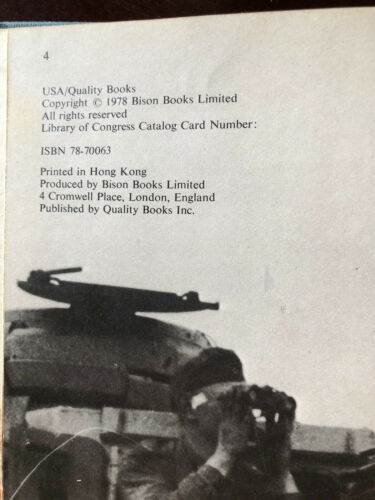 4
USA/Quality Books
Copyright © 1978 Bison Books Limited
All rights reserved
Library of Congress Catalog Card Number:
ISBN 78-70063
Printed in Hong Kong
Produced by Bison Books Limited
4 Cromwell Place, London, England
Published by Quality Books Inc.